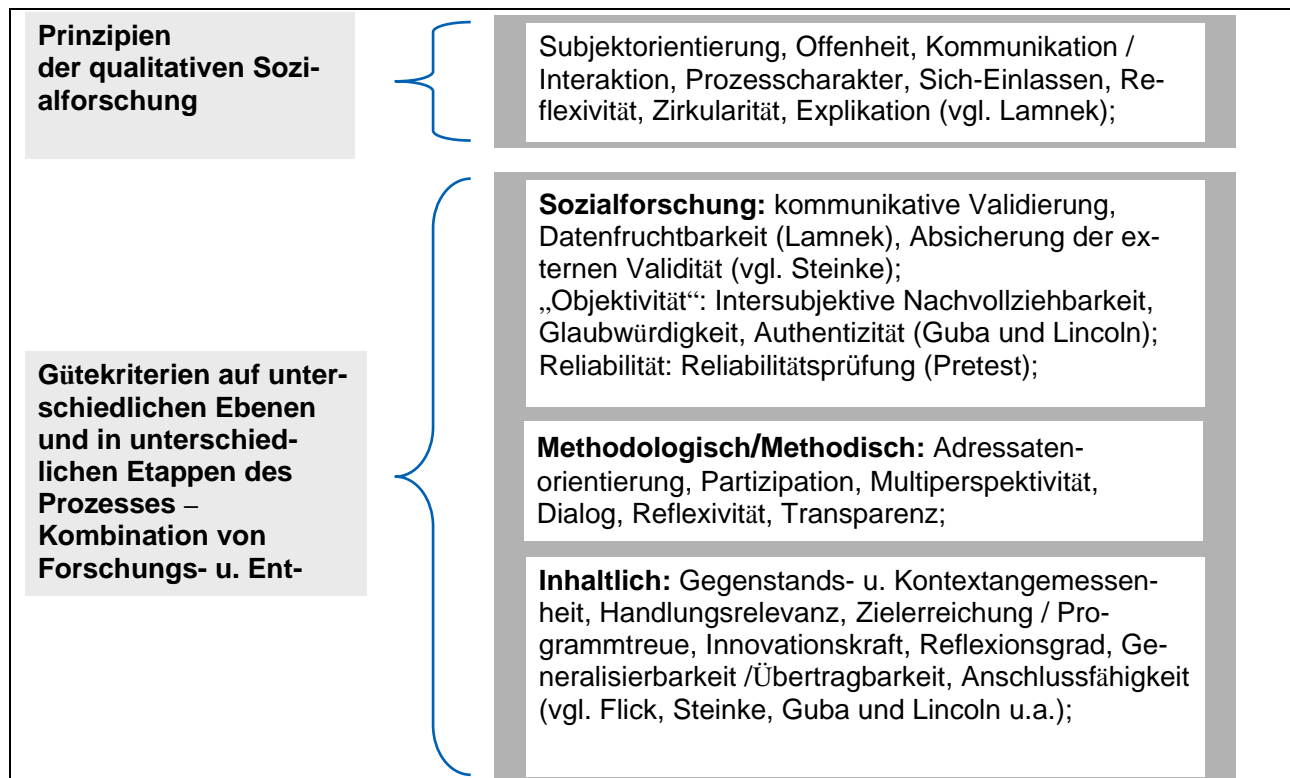 Prinzipien
der qualitativen Sozi-
alforschung
Subjektorientierung, Offenheit, Kommunikation /
Interaktion, Prozesscharakter, Sich-Einlassen, Re-
flexivität, Zirkularität, Explikation (vgl. Lamnek);
Gütekriterien auf unter-
schiedlichen Ebenen
und in unterschied-
lichen Etappen des
Prozesses –
Kombination von
Forschungs- u. Ent-
Sozialforschung: kommunikative Validierung,
Datenfruchtbarkeit (Lamnek), Absicherung der ex-
ternen Validität (vgl. Steinke);
„Objektivität“: Intersubjektive Nachvollziehbarkeit,
Glaubwürdigkeit, Authentizität (Guba und Lincoln);
Reliabilität: Reliabilitätsprüfung (Pretest);
Methodologisch/Methodisch: Adressaten-
orientierung, Partizipation, Multiperspektivität,
Dialog, Reflexivität, Transparenz;
Inhaltlich: Gegenstands- u. Kontextangemessen-
heit, Handlungsrelevanz, Zielerreichung / Pro-
grammtreue, Innovationskraft, Reflexionsgrad, Ge-
neralisierbarkeit /Übertragbarkeit, Anschlussfähigkeit
(vgl. Flick, Steinke, Guba und Lincoln u.a.);